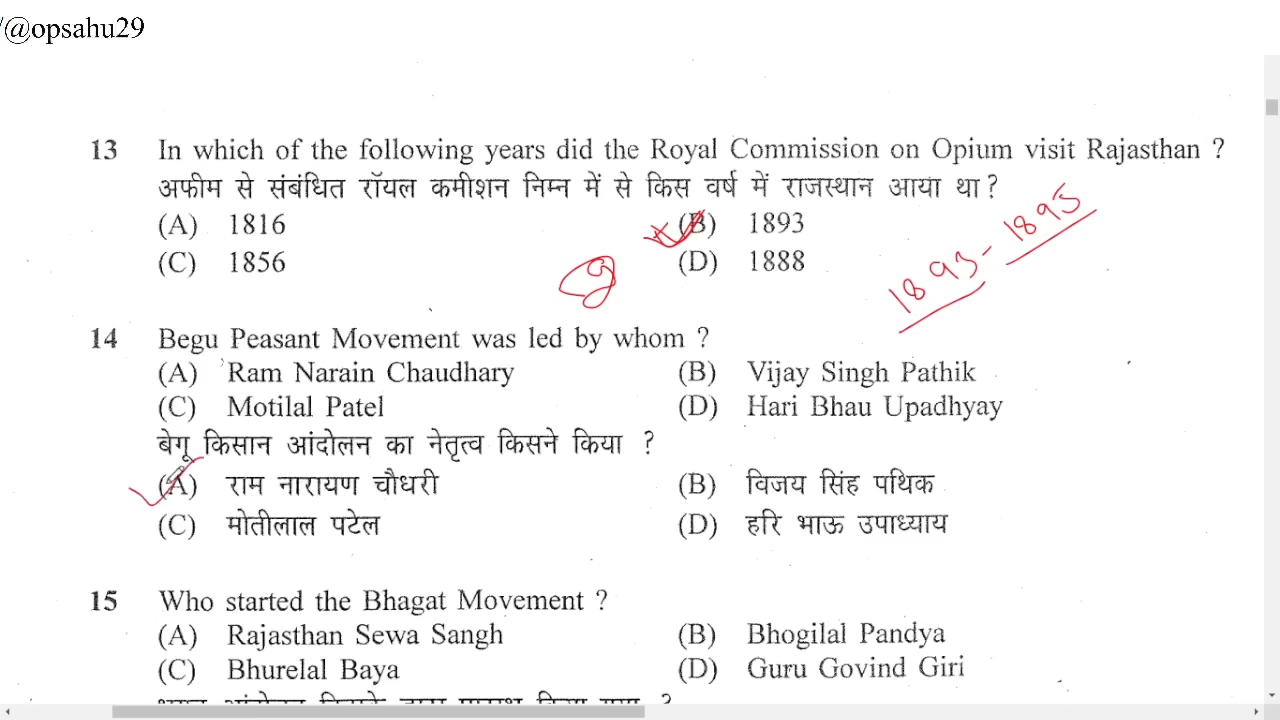 /@opsahu29
13 In which of the following years did the Royal Commission on Opium visit Rajasthan ?
अफीम से संबंधित रॉयल कमीशन निम्न में से किस वर्ष में राजस्थान आया था ?
(A) 1816 (B) 1893
(C) 1856 (D) 1888
1893 - 1895
14 Begu Peasant Movement was led by whom ?
(A) Ram Narain Chaudhary (B) Vijay Singh Pathik
(C) Motilal Patel (D) Hari Bhau Upadhyay
बेगू किसान आंदोलन का नेतृत्व किसने किया ?
(A) राम नारायण चौधरी (B) विजय सिंह पथिक
(C) मोतीलाल पटेल (D) हरि भाऊ उपाध्याय
15 Who started the Bhagat Movement ?
(A) Rajasthan Sewa Sangh (B) Bhogilal Pandya
(C) Bhurelal Baya (D) Guru Govind Giri